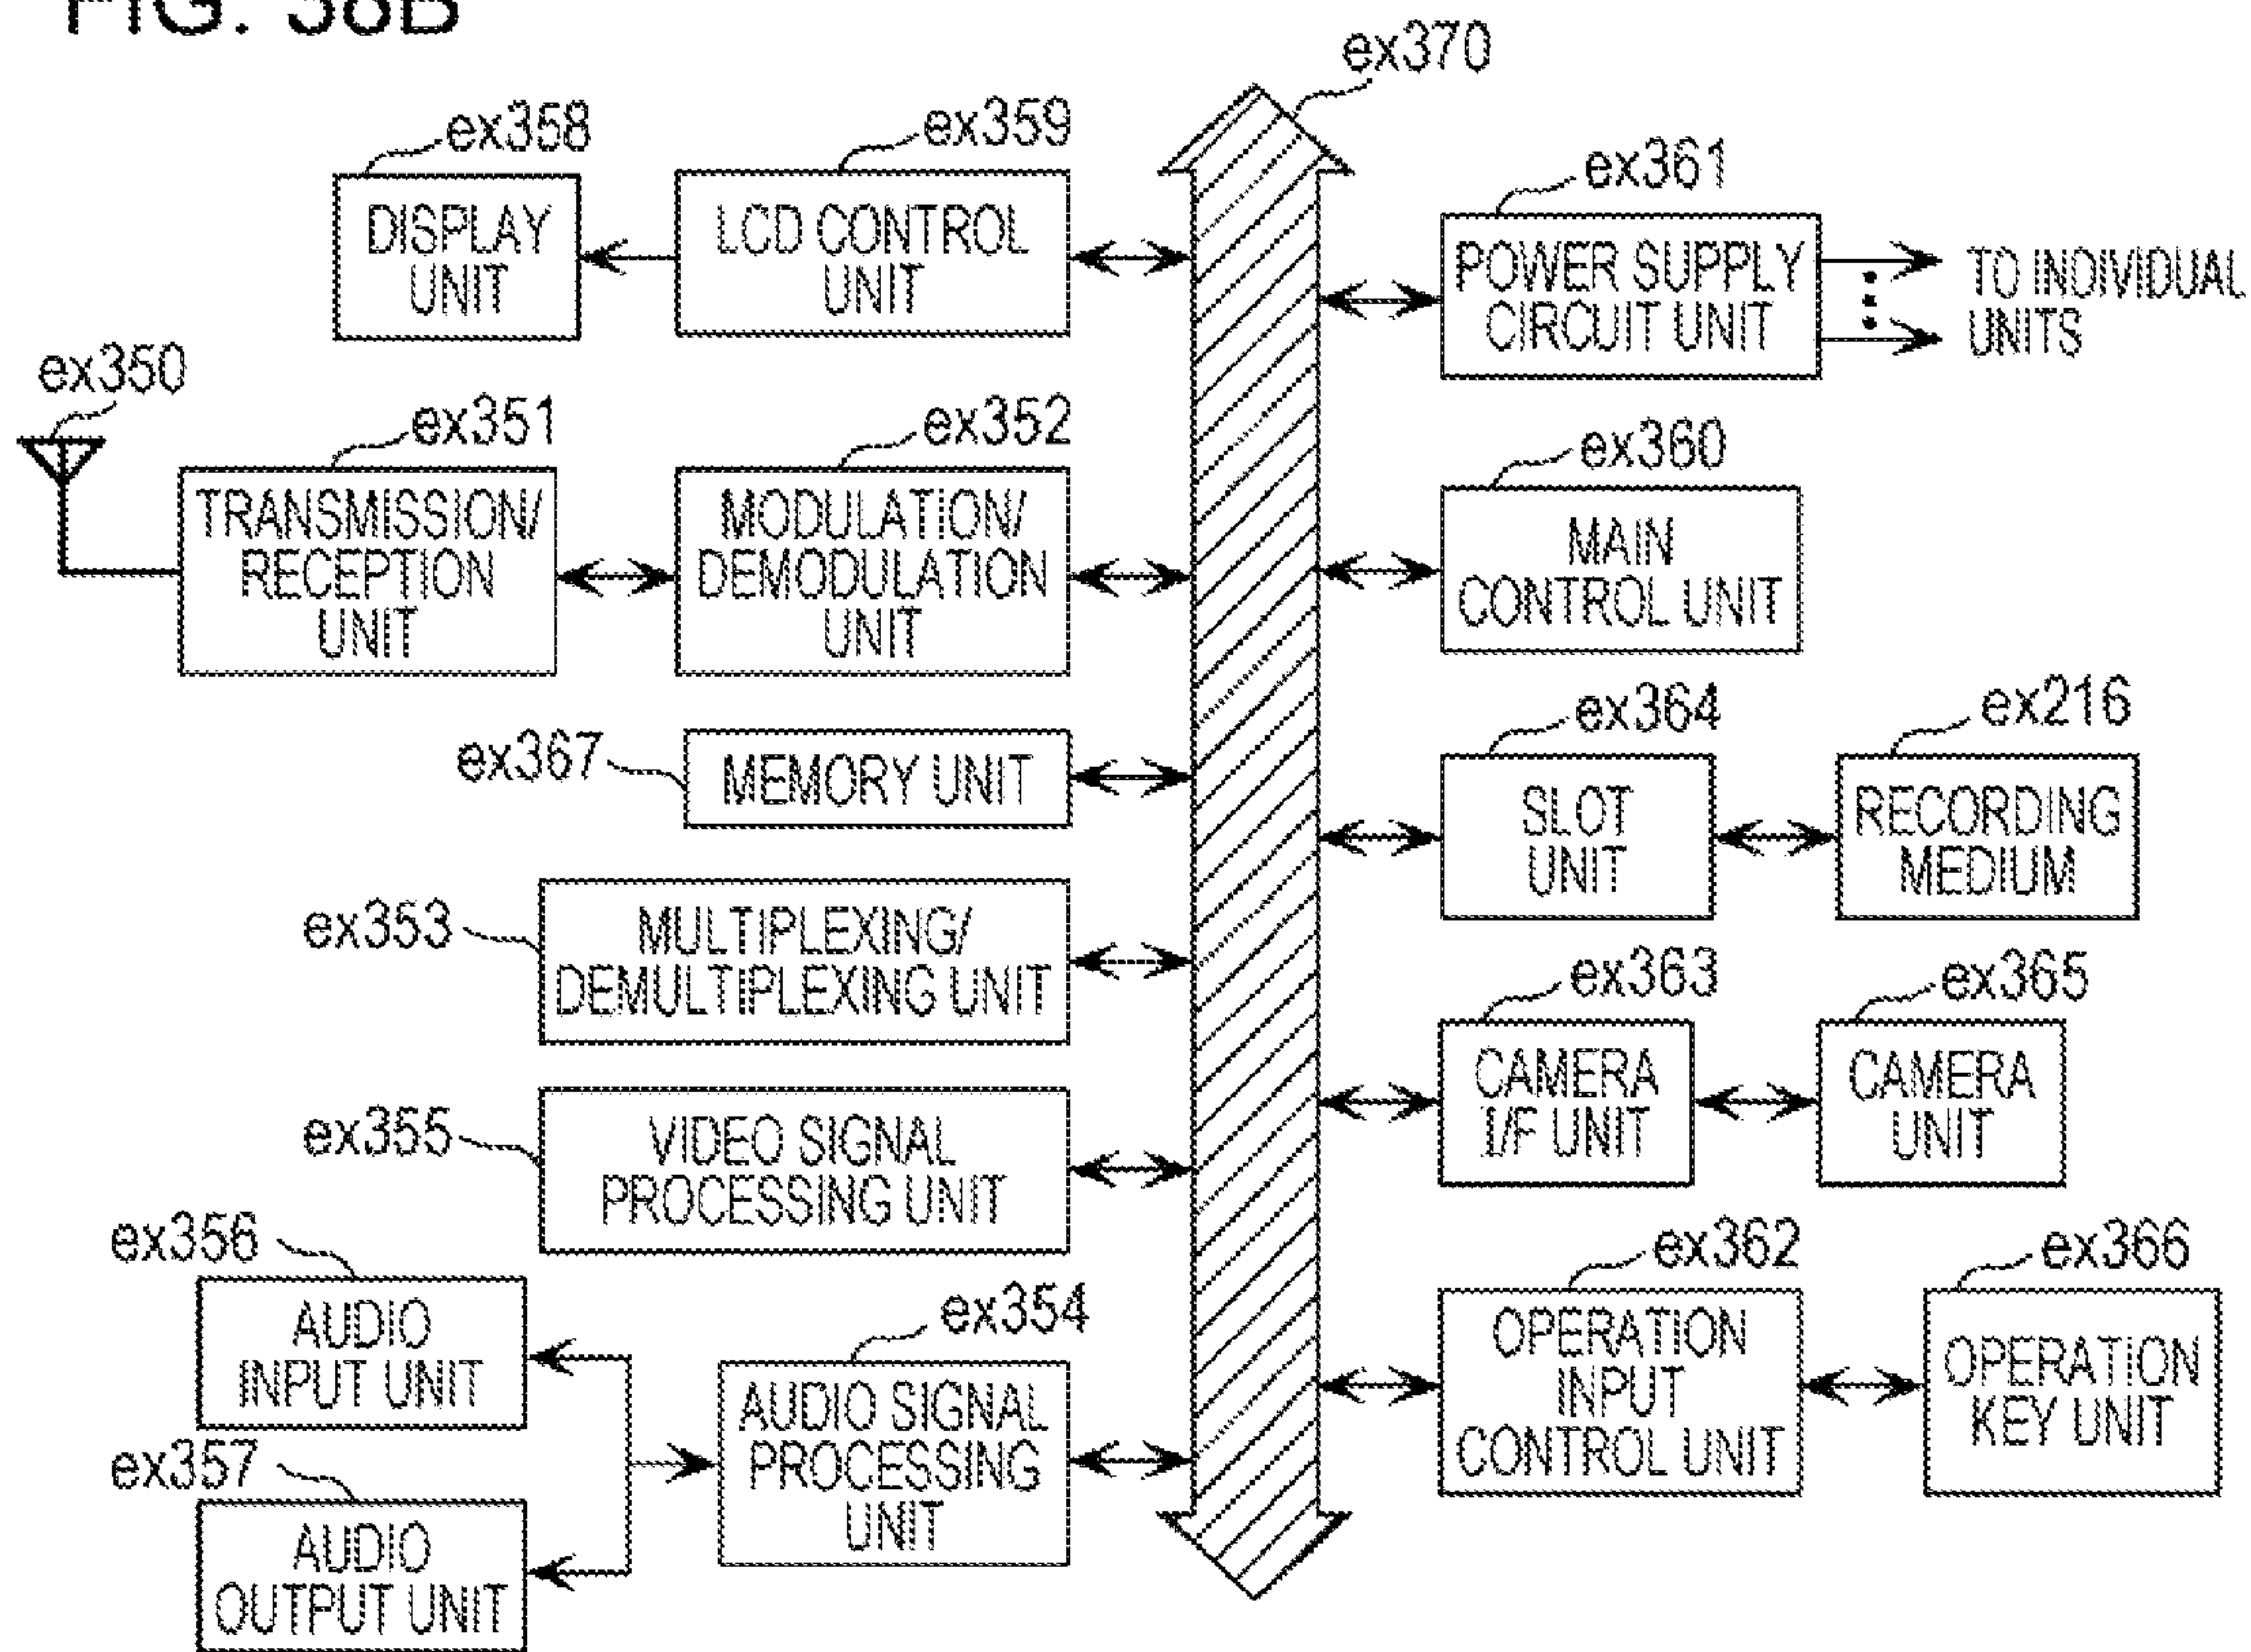 FIG. 38B
ex370
ex358
DISPLAY
UNIT
ex359
LCD CONTROL
UNIT
ex361
POWER SUPPLY
CIRCUIT UNIT
TO INDIVIDUAL
UNITS
ex350
ex351
TRANSMISSION/
RECEPTION
UNIT
ex352
MODULATION/
DEMODULATION
UNIT
ex360
MAIN
CONTROL UNIT
ex367
MEMORY UNIT
ex364
SLOT
UNIT
ex216
RECORDING
MEDIUM
ex353
MULTIPLEXING/
DEMULTIPLEXING UNIT
ex363
CAMERA
I/F UNIT
ex365
CAMERA
UNIT
ex355
VIDEO SIGNAL
PROCESSING UNIT
ex356
AUDIO
INPUT UNIT
ex354
AUDIO SIGNAL
PROCESSING
UNIT
ex362
OPERATION
INPUT
CONTROL UNIT
ex366
OPERATION
KEY UNIT
ex357
AUDIO
OUTPUT UNIT